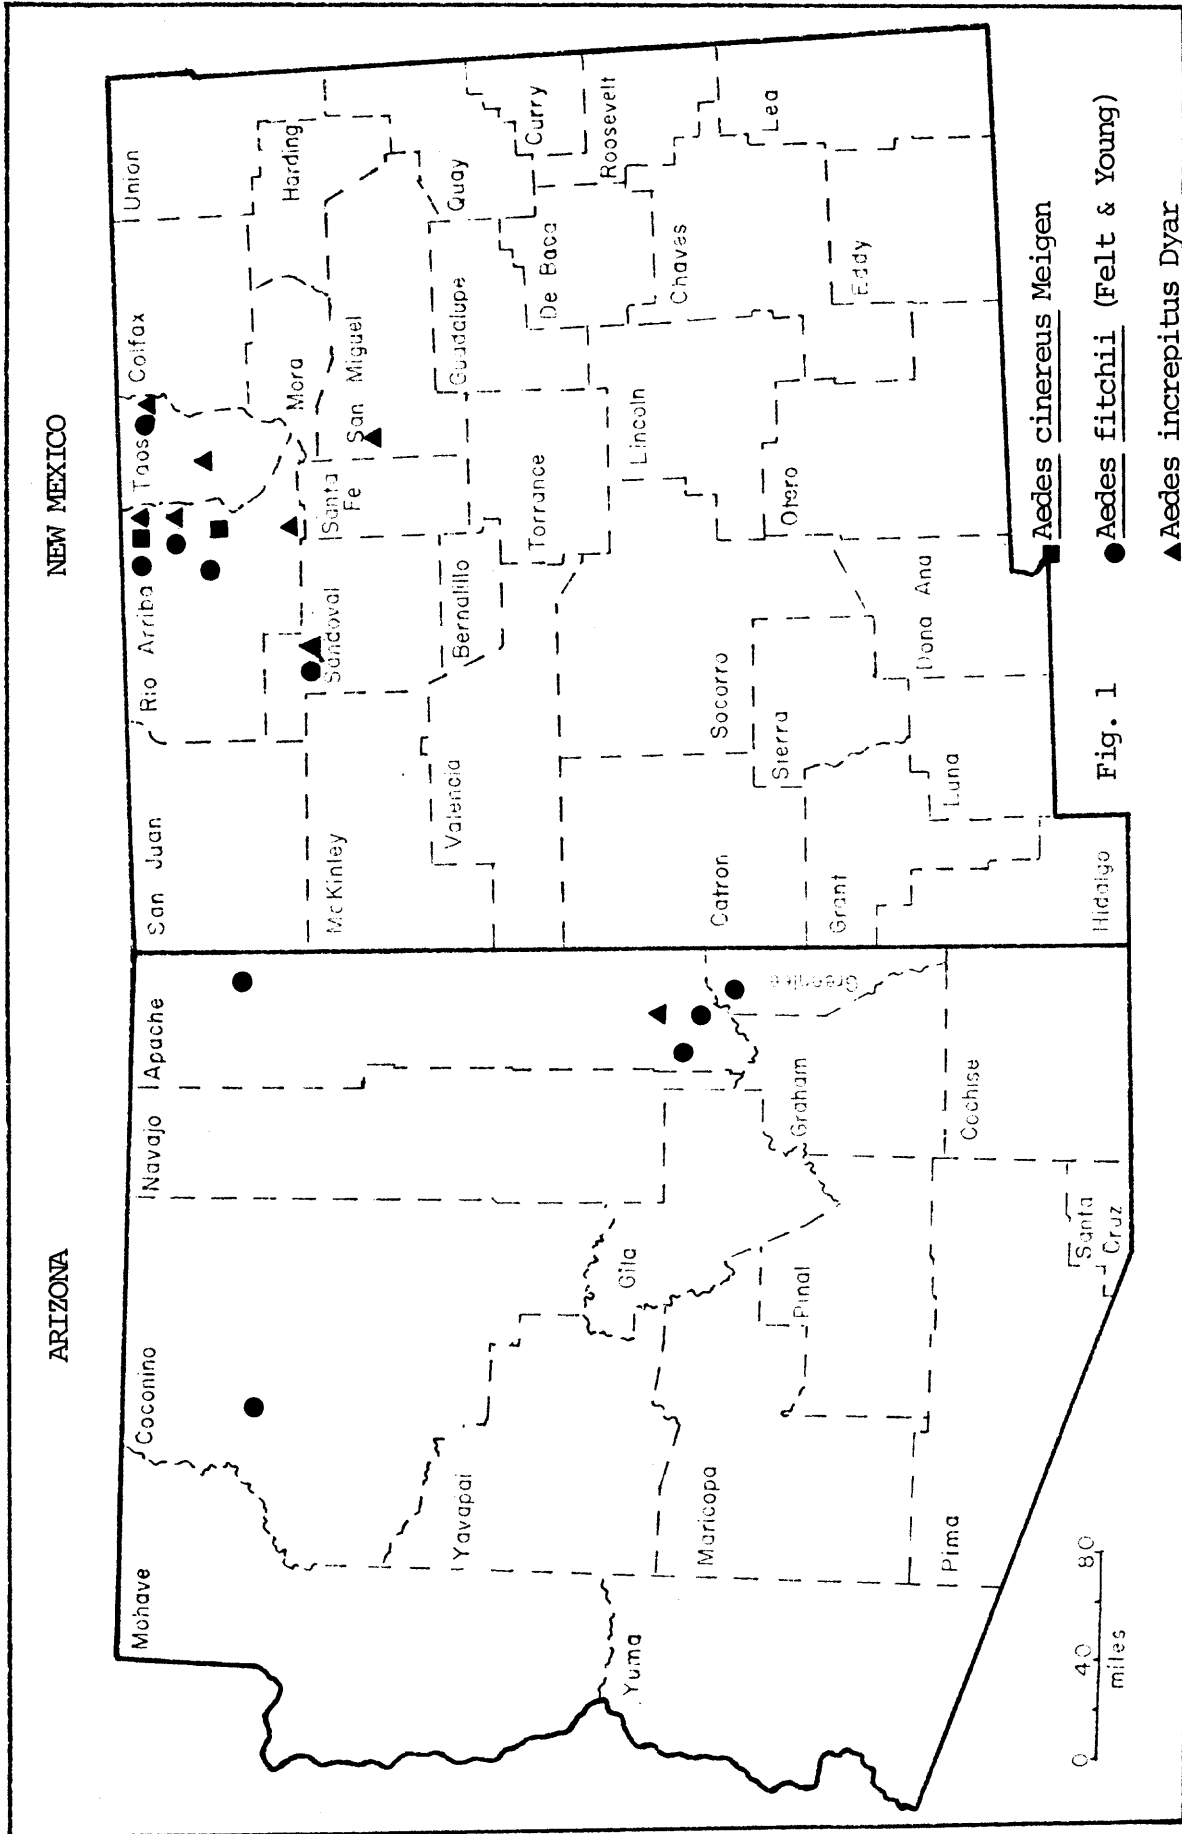 ARIZONA
NEW MEXICO
Mohave
Coconino
Navajo
Apache
San Juan
Rio Arriba
Taos
Colfax
Union
Mora
Harding
McKinley
Sandoval
Santa
Fe
San Miguel
Yavapai
Gila
Valencia
Bernalillo
Guadalupe
Quay
Torrance
De Baca
Curry
Roosevelt
Yuma
Maricopa
Pinal
Graham
Greenlee
Catron
Socorro
Lincoln
Chaves
Lea
Sierra
Otero
Grant
Eddy
Pima
Cochise
Luna
Dona Ana
Santa
Cruz
Hidalgo
0 40 80
miles
Fig. 1
Aedes cinereus Meigen
Aedes fitchii (Felt & Young)
Aedes increpitus Dyar